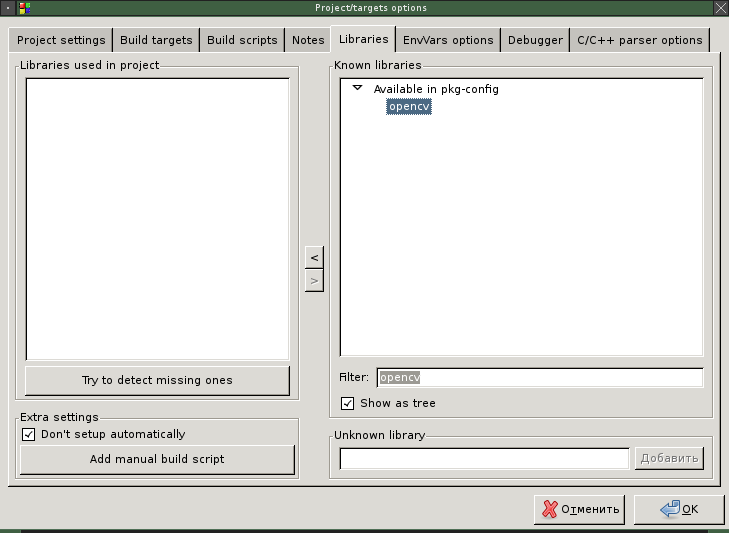 Project/targets options
Project settings
Build targets
Build scripts
Notes
Libraries
EnvVars options
Debugger
C/C++ parser options
Libraries used in project
Try to detect missing ones
Extra settings
Don't setup automatically
Add manual build script
<
>
Known libraries
Available in pkg-config
opencv
Filter: opencv
Show as tree
Unknown library
Добавить
Отменить
OK